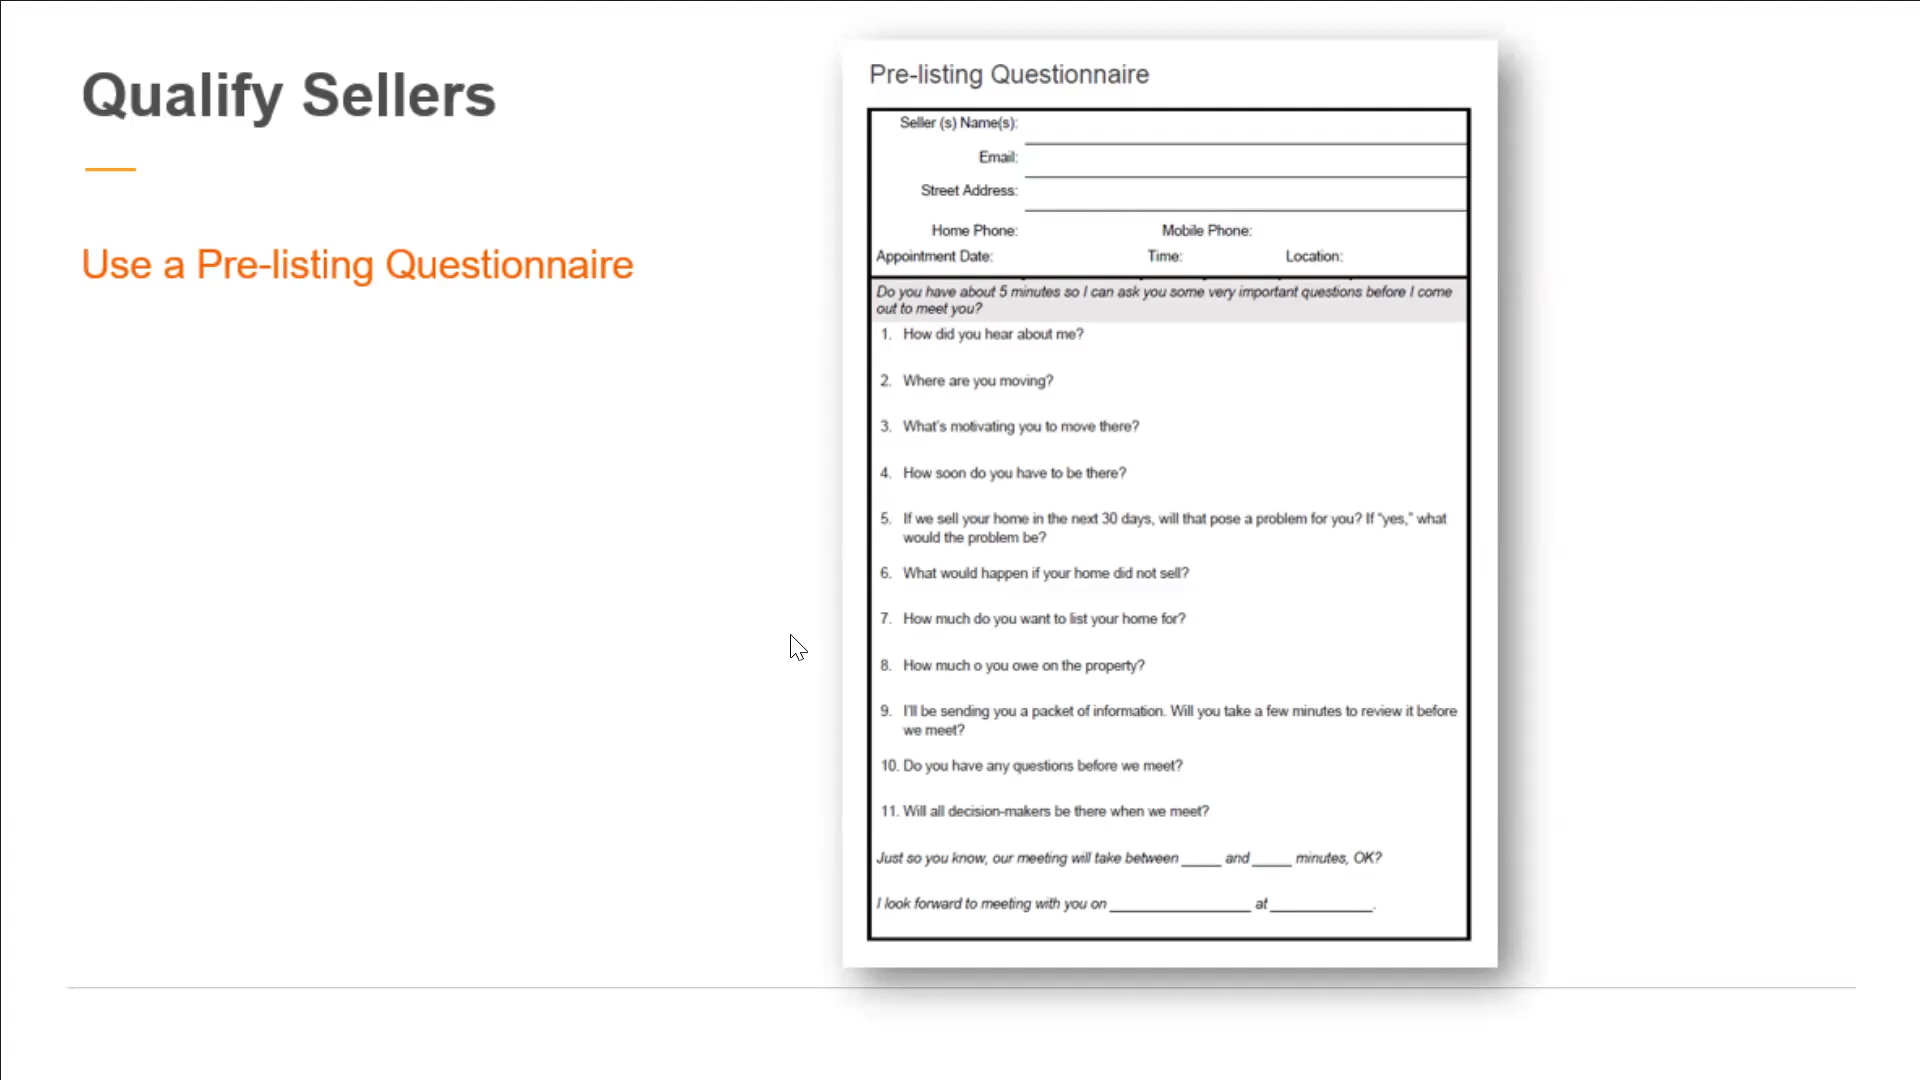 Qualify Sellers
Use a Pre-listing Questionnaire
Pre-listing Questionnaire
Seller (s) Name(s):
Email:
Street Address:
Home Phone: Mobile Phone:
Appointment Date: Time: Location:
Do you have about 5 minutes so I can ask you some very important questions before I come
out to meet you?
1. How did you hear about me?
2. Where are you moving?
3. What's motivating you to move there?
4. How soon do you have to be there?
5. If we sell your home in the next 30 days, will that pose a problem for you? If “yes,” what
would the problem be?
6. What would happen if your home did not sell?
7. How much do you want to list your home for?
8. How much o you owe on the property?
9. I'll be sending you a packet of information. Will you take a few minutes to review it before
we meet?
10. Do you have any questions before we meet?
11. Will all decision-makers be there when we meet?
Just so you know, our meeting will take between _____ and _____ minutes, OK?
I look forward to meeting with you on __________________ at _____________.